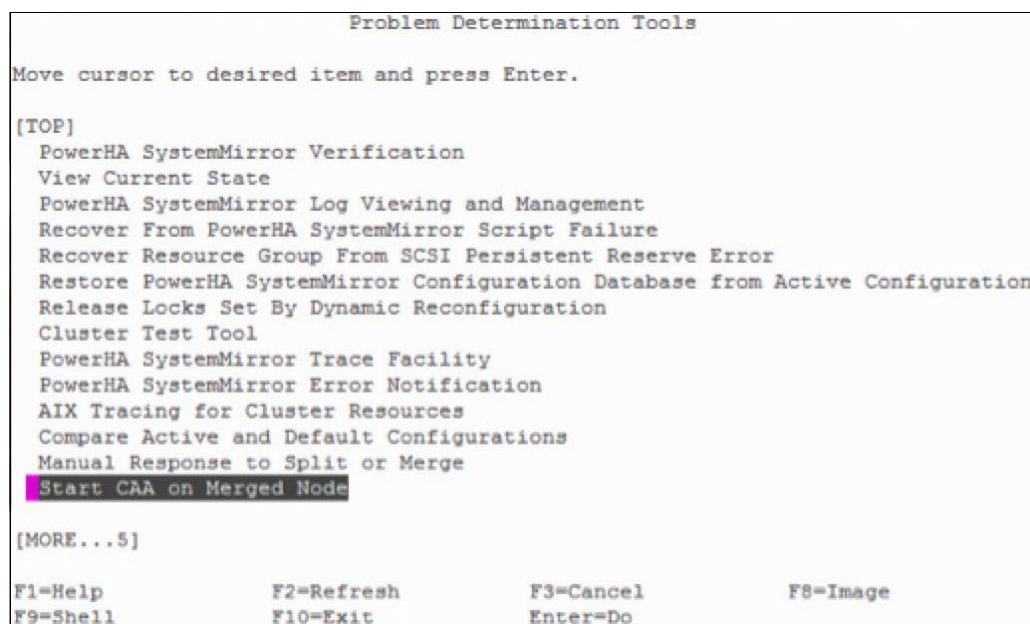 Problem Determination Tools
Move cursor to desired item and press Enter.
[TOP]
PowerHA SystemMirror Verification
View Current State
PowerHA SystemMirror Log Viewing and Management
Recover From PowerHA SystemMirror Script Failure
Recover Resource Group From SCSI Persistent Reserve Error
Restore PowerHA SystemMirror Configuration Database from Active Configuration
Release Locks Set By Dynamic Reconfiguration
Cluster Test Tool
PowerHA SystemMirror Trace Facility
PowerHA SystemMirror Error Notification
AIX Tracing for Cluster Resources
Compare Active and Default Configurations
Manual Response to Split or Merge
Start CAA on Merged Node
[MORE...5]
F1=Help F2=Refresh F3=Cancel F8=Image
F9=Shell F10=Exit Enter=Do